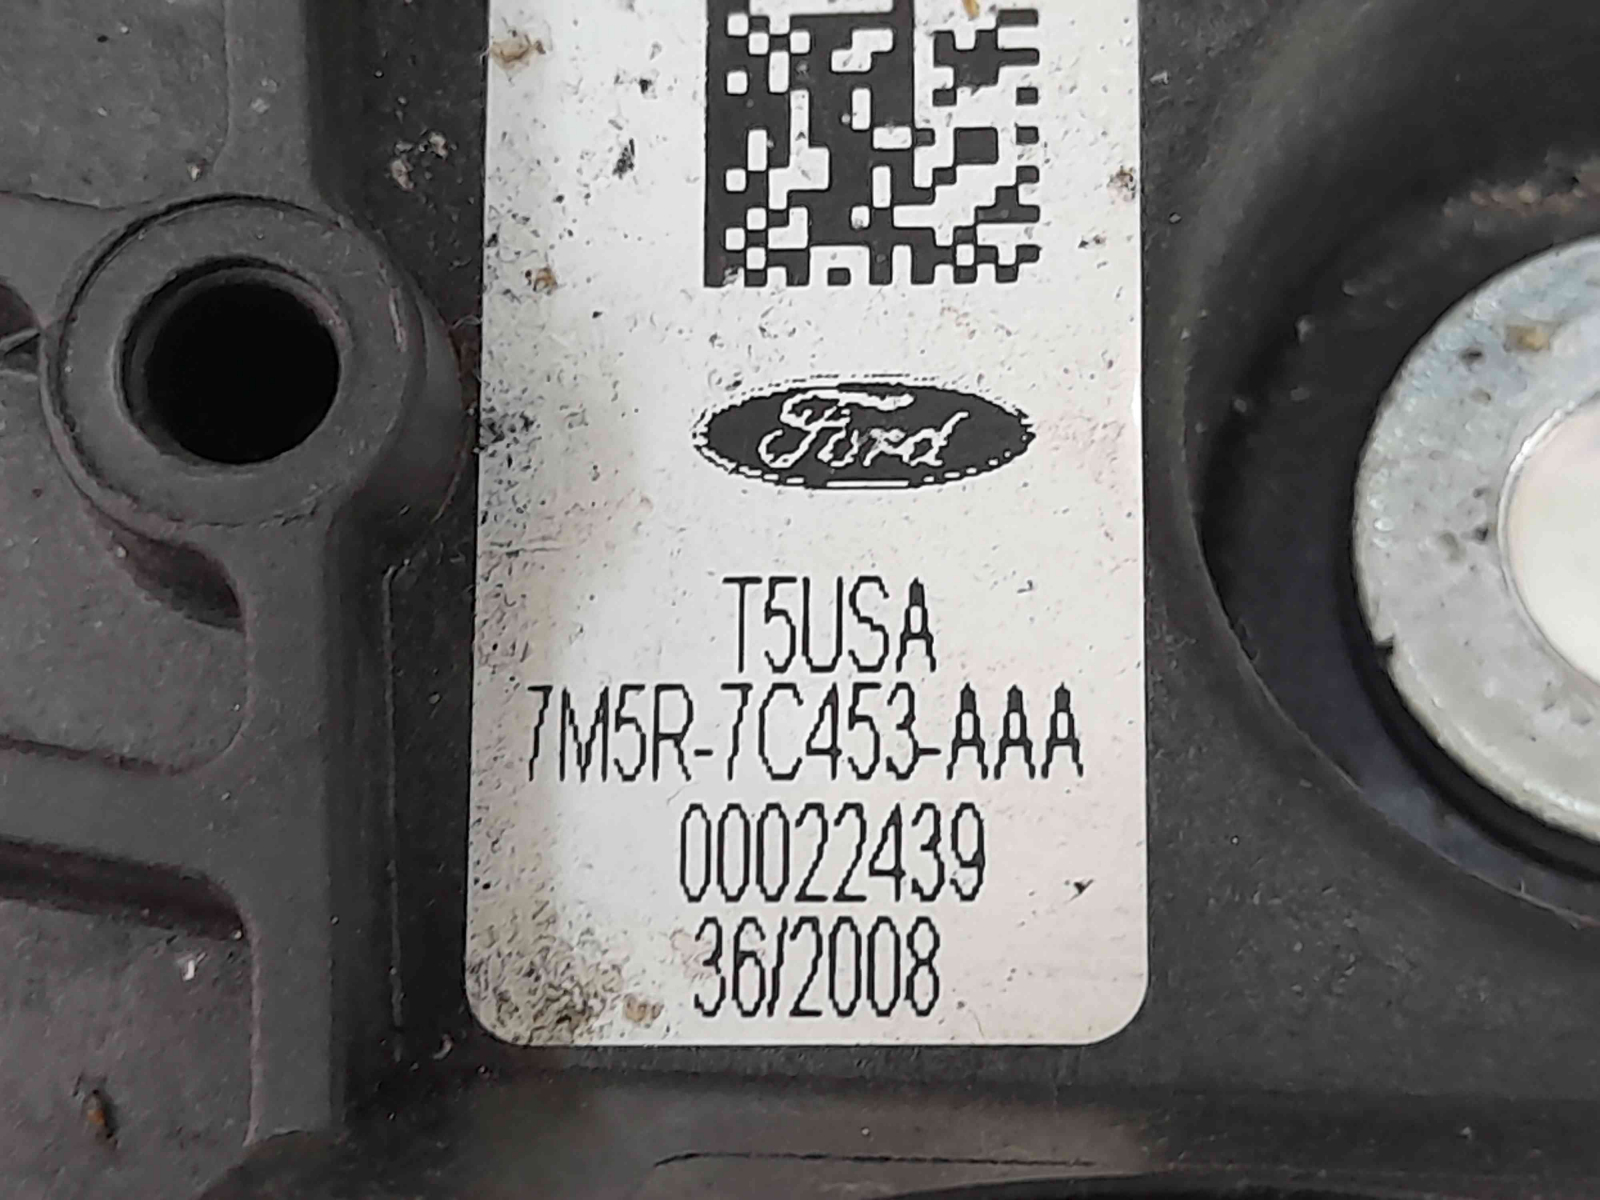 Ford
T5USA
7M5R-7C453-AAA
00022439
36/2008